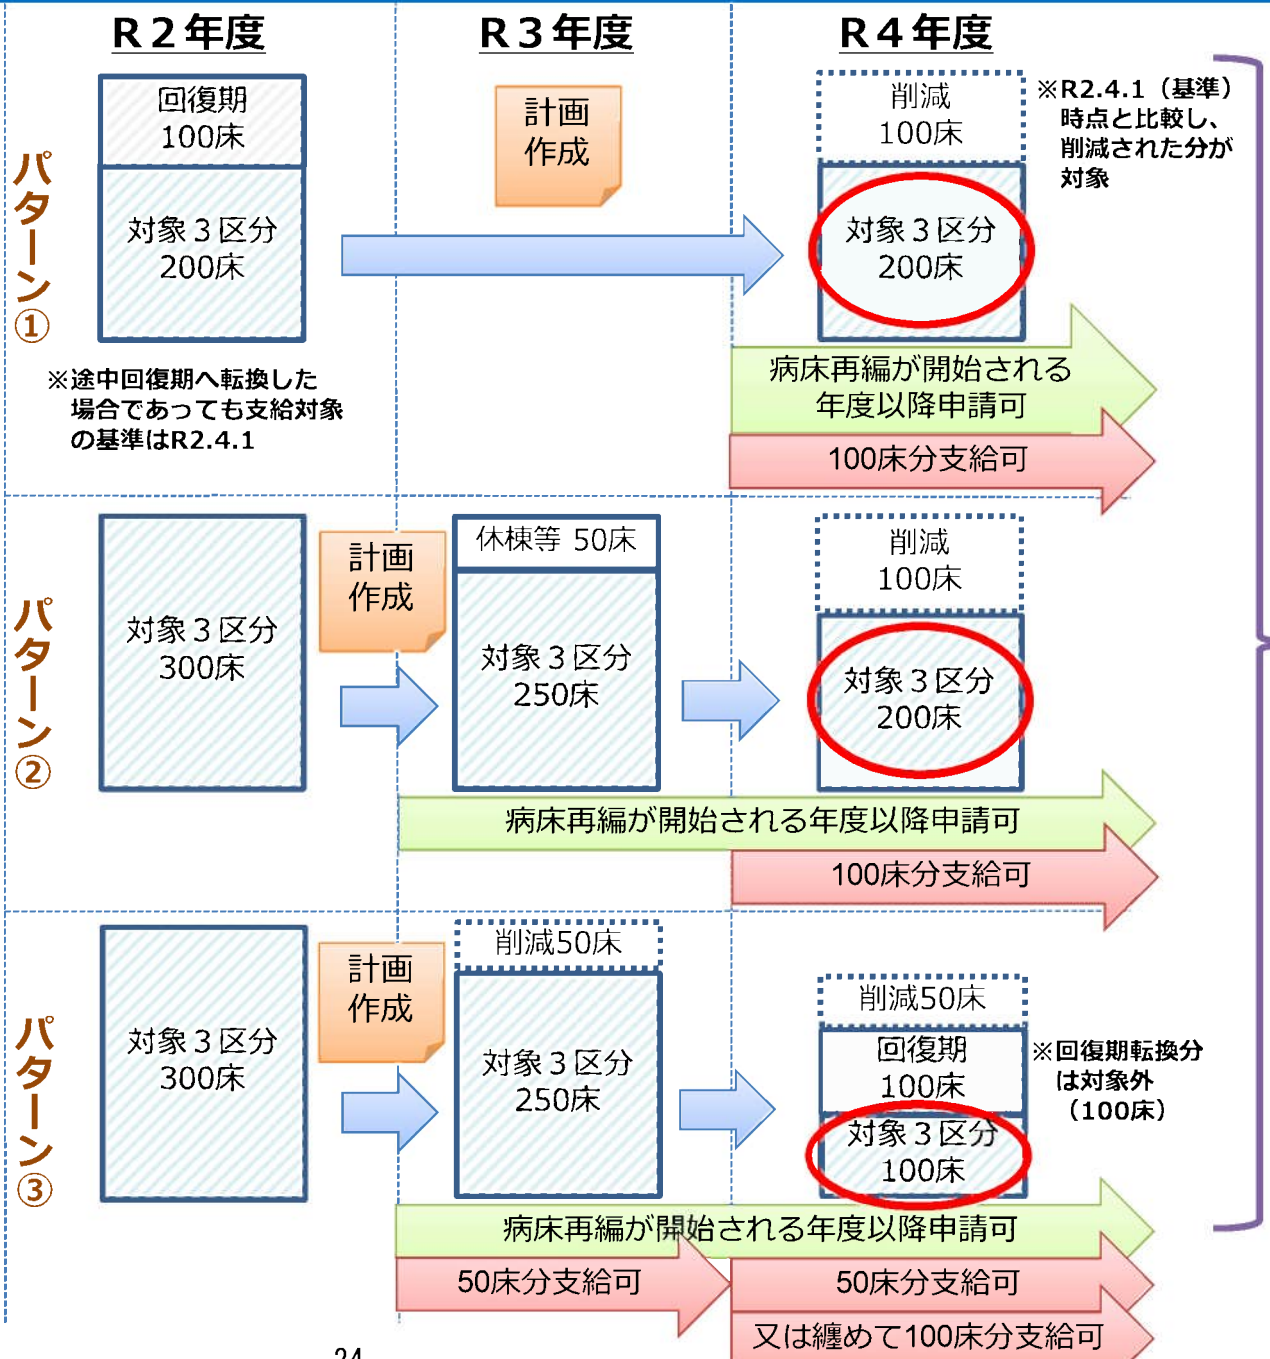 R２年度
R３年度
R４年度
パターン①
回復期
100床
対象３区分
200床
※途中回復期へ転換した
場合であっても支給対象
の基準はR2.4.1
計画
作成
削減
100床
対象３区分
200床
※R2.4.1（基準）
時点と比較し、
削減された分が
対象
病床再編が開始される
年度以降申請可
100床分支給可
パターン②
対象３区分
300床
計画
作成
休棟等 50床
対象３区分
250床
削減
100床
対象３区分
200床
病床再編が開始される年度以降申請可
100床分支給可
パターン③
対象３区分
300床
計画
作成
削減50床
対象３区分
250床
削減50床
回復期
100床
対象３区分
100床
※回復期転換分
は対象外
（100床）
病床再編が開始される年度以降申請可
50床分支給可
50床分支給可
又は纏めて100床分支給可
24